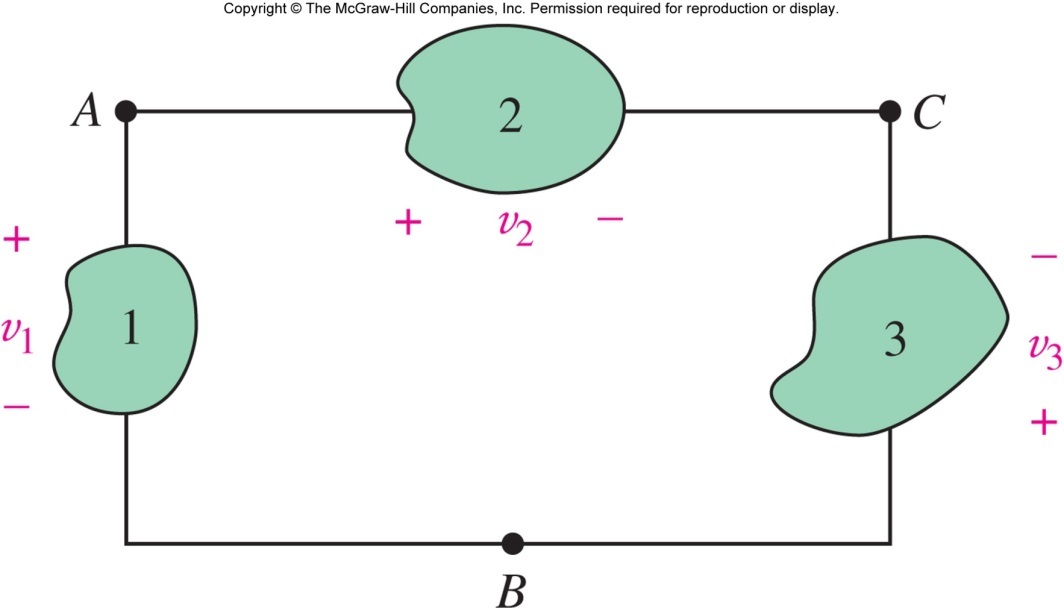 Copyright © The McGraw-Hill Companies, Inc. Permission required for reproduction or display.
A
2
C
+ v₂ −
+
−
1
v₁
3
v₃
−
+
B